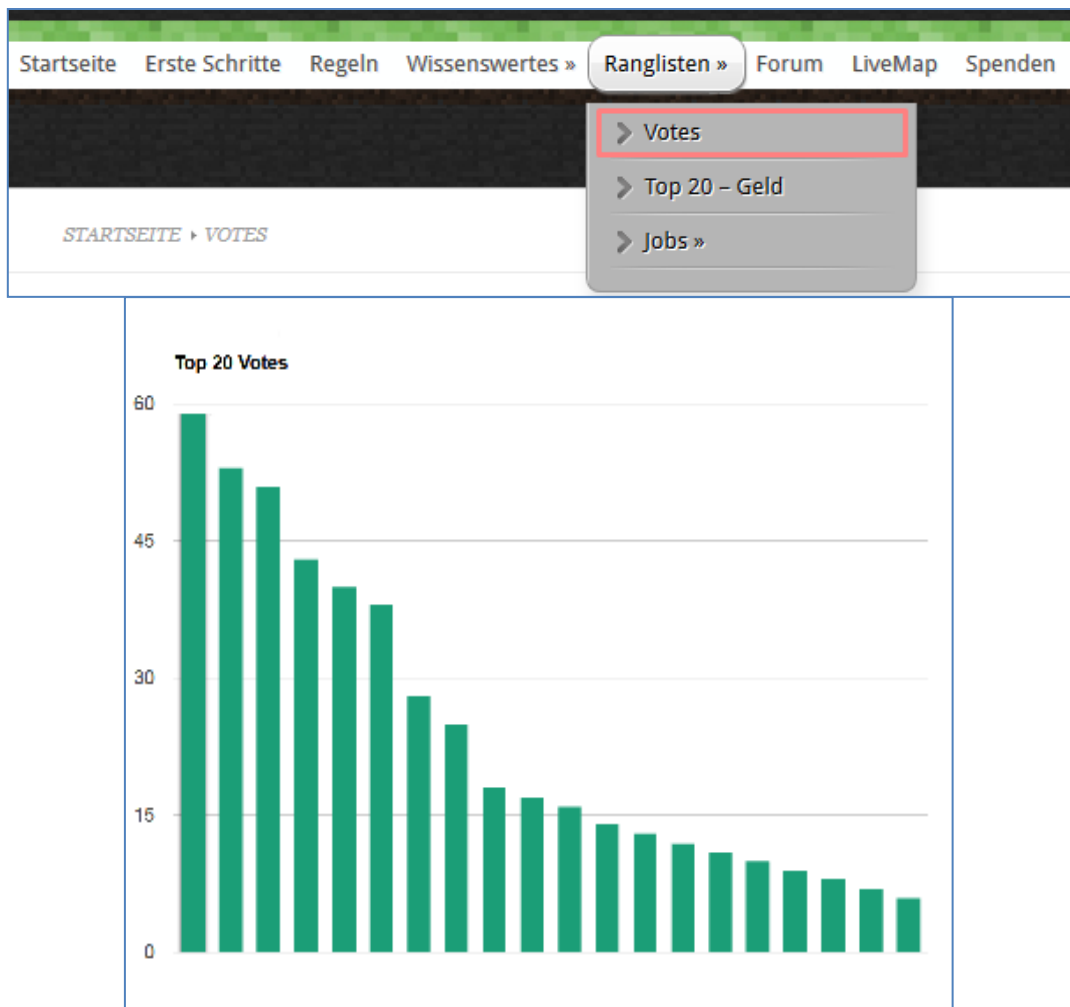 Startseite Erste Schritte Regeln Wissenswertes » Ranglisten » Forum LiveMap Spenden
Votes
Top 20 – Geld
Jobs »
STARTSEITE ▸ VOTES
Top 20 Votes
60
45
30
15
0